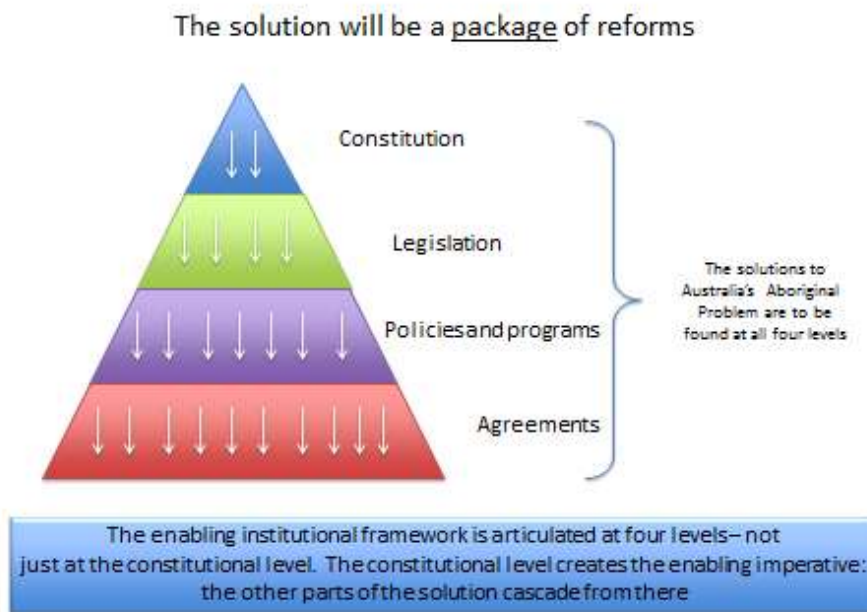 The solution will be a package of reforms
Constitution
Legislation
Policies and programs
Agreements
The solutions to
Australia's Aboriginal
Problem are to be
found at all four levels
The enabling institutional framework is articulated at four levels– not
just at the constitutional level. The constitutional level creates the enabling imperative:
the other parts of the solution cascade from there